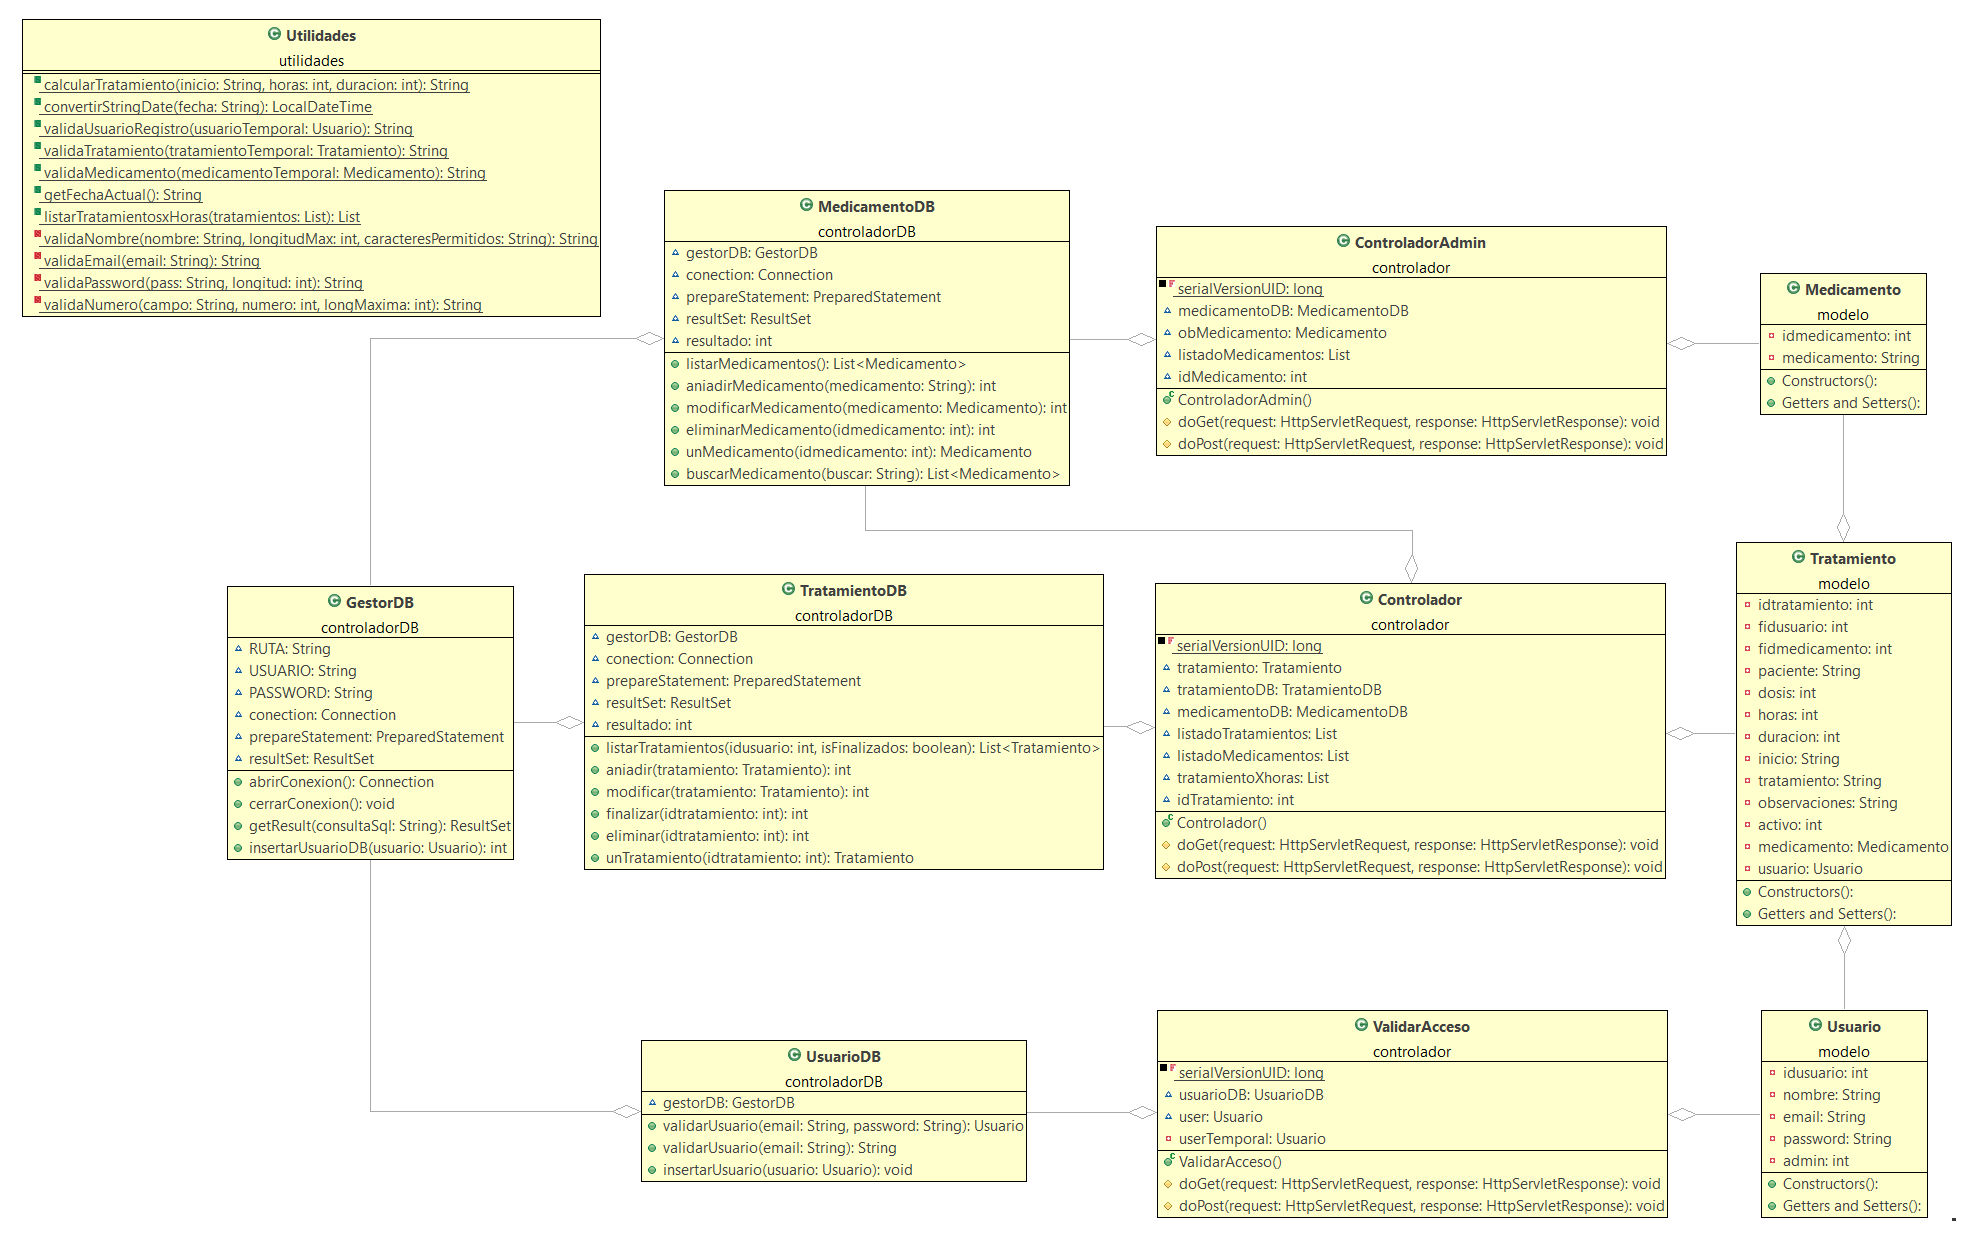 Utilidades
utilidades
calcularTratamiento(inicio: String, horas: int, duracion: int): String
convertirStringDate(fecha: String): LocalDateTime
validaUsuarioRegistro(usuarioTemporal: Usuario): String
validaTratamiento(tratamientoTemporal: Tratamiento): String
validaMedicamento(medicamentoTemporal: Medicamento): String
getFechaActual(): String
listarTratamientosxHoras(tratamientos: List): List
validaNombre(nombre: String, longitudMax: int, caracteresPermitidos: String): String
validaEmail(email: String): String
validaPassword(pass: String, longitud: int): String
validaNumero(campo: String, numero: int, longMaxima: int): String
MedicamentoDB
controladorDB
gestorDB: GestorDB
conection: Connection
prepareStatement: PreparedStatement
resultSet: ResultSet
resultado: int
listarMedicamentos(): List<Medicamento>
aniadirMedicamento(medicamento: String): int
modificarMedicamento(medicamento: Medicamento): int
eliminarMedicamento(idmedicamento: int): int
unMedicamento(idmedicamento: int): Medicamento
buscarMedicamento(buscar: String): List<Medicamento>
ControladorAdmin
controlador
serialVersionUID: long
medicamentoDB: MedicamentoDB
obMedicamento: Medicamento
listadoMedicamentos: List
idMedicamento: int
ControladorAdmin()
doGet(request: HttpServletRequest, response: HttpServletResponse): void
doPost(request: HttpServletRequest, response: HttpServletResponse): void
Medicamento
modelo
idmedicamento: int
medicamento: String
Constructors():
Getters and Setters():
GestorDB
controladorDB
RUTA: String
USUARIO: String
PASSWORD: String
conection: Connection
prepareStatement: PreparedStatement
resultSet: ResultSet
abrirConexion(): Connection
cerrarConexion(): void
getResult(consultaSql: String): ResultSet
insertarUsuarioDB(usuario: Usuario): int
TratamientoDB
controladorDB
gestorDB: GestorDB
conection: Connection
prepareStatement: PreparedStatement
resultSet: ResultSet
resultado: int
listarTratamientos(idusuario: int, isFinalizados: boolean): List<Tratamiento>
aniadir(tratamiento: Tratamiento): int
modificar(tratamiento: Tratamiento): int
finalizar(idtratamiento: int): int
eliminar(idtratamiento: int): int
unTratamiento(idtratamiento: int): Tratamiento
Controlador
controlador
serialVersionUID: long
tratamiento: Tratamiento
tratamientoDB: TratamientoDB
medicamentoDB: MedicamentoDB
listadoTratamientos: List
listadoMedicamentos: List
tratamientoXhoras: List
idTratamiento: int
Controlador()
doGet(request: HttpServletRequest, response: HttpServletResponse): void
doPost(request: HttpServletRequest, response: HttpServletResponse): void
Tratamiento
modelo
idtratamiento: int
fidusuario: int
fidmedicamento: int
paciente: String
dosis: int
horas: int
duracion: int
inicio: String
tratamiento: String
observaciones: String
activo: int
medicamento: Medicamento
usuario: Usuario
Constructors():
Getters and Setters():
UsuarioDB
controladorDB
gestorDB: GestorDB
validarUsuario(email: String, password: String): Usuario
validarUsuario(email: String): String
insertarUsuario(usuario: Usuario): void
ValidarAcceso
controlador
serialVersionUID: long
usuarioDB: UsuarioDB
user: Usuario
userTemporal: Usuario
ValidarAcceso()
doGet(request: HttpServletRequest, response: HttpServletResponse): void
doPost(request: HttpServletRequest, response: HttpServletResponse): void
Usuario
modelo
idusuario: int
nombre: String
email: String
password: String
admin: int
Constructors():
Getters and Setters():